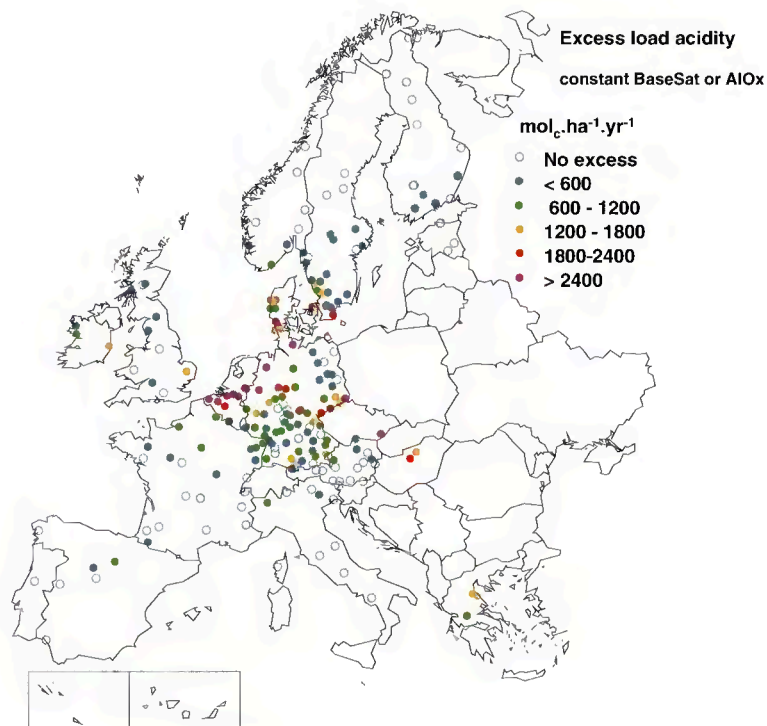 Excess load acidity
constant BaseSat or AlOx
molc.ha-1.yr-1
No excess
< 600
600 - 1200
1200 - 1800
1800-2400
> 2400